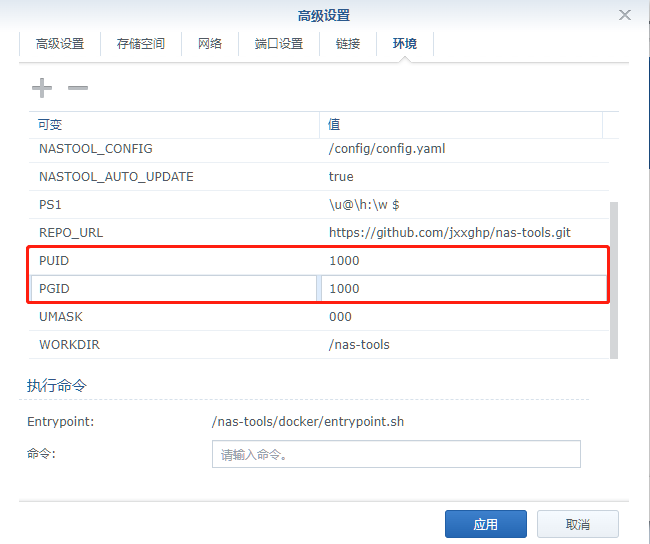 高级设置
高级设置 存储空间 网络 端口设置 链接 环境
可变 值
NASTOOL_CONFIG /config/config.yaml
NASTOOL_AUTO_UPDATE true
PS1 \u@\h:\w $
REPO_URL https://github.com/jxxghp/nas-tools.git
PUID 1000
PGID 1000
UMASK 000
WORKDIR /nas-tools
执行命令
Entrypoint: /nas-tools/docker/entrypoint.sh
命令: 请输入命令。
应用 取消